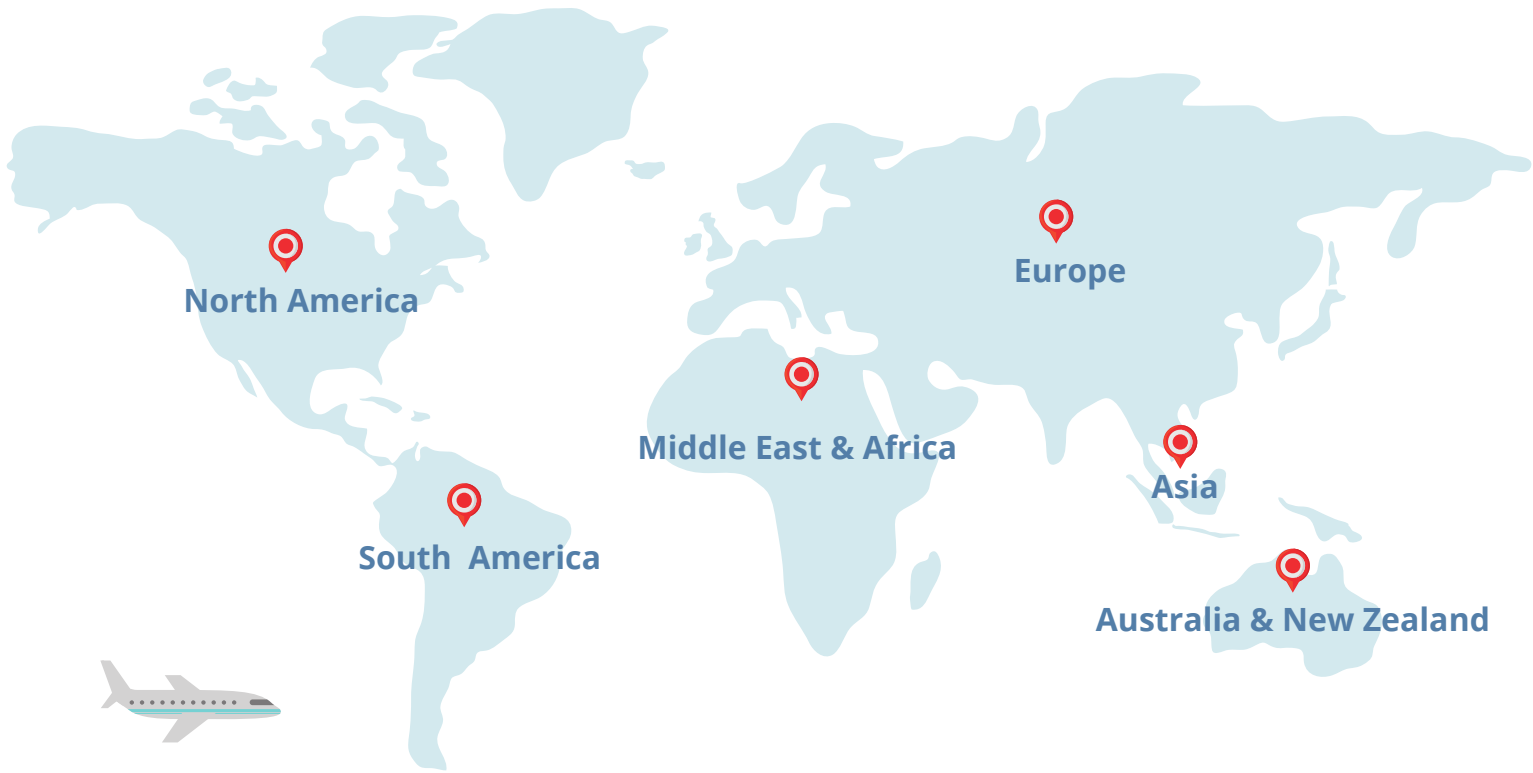 Europe
North America
Middle East & Africa
Asia
South  America
Australia & New Zealand